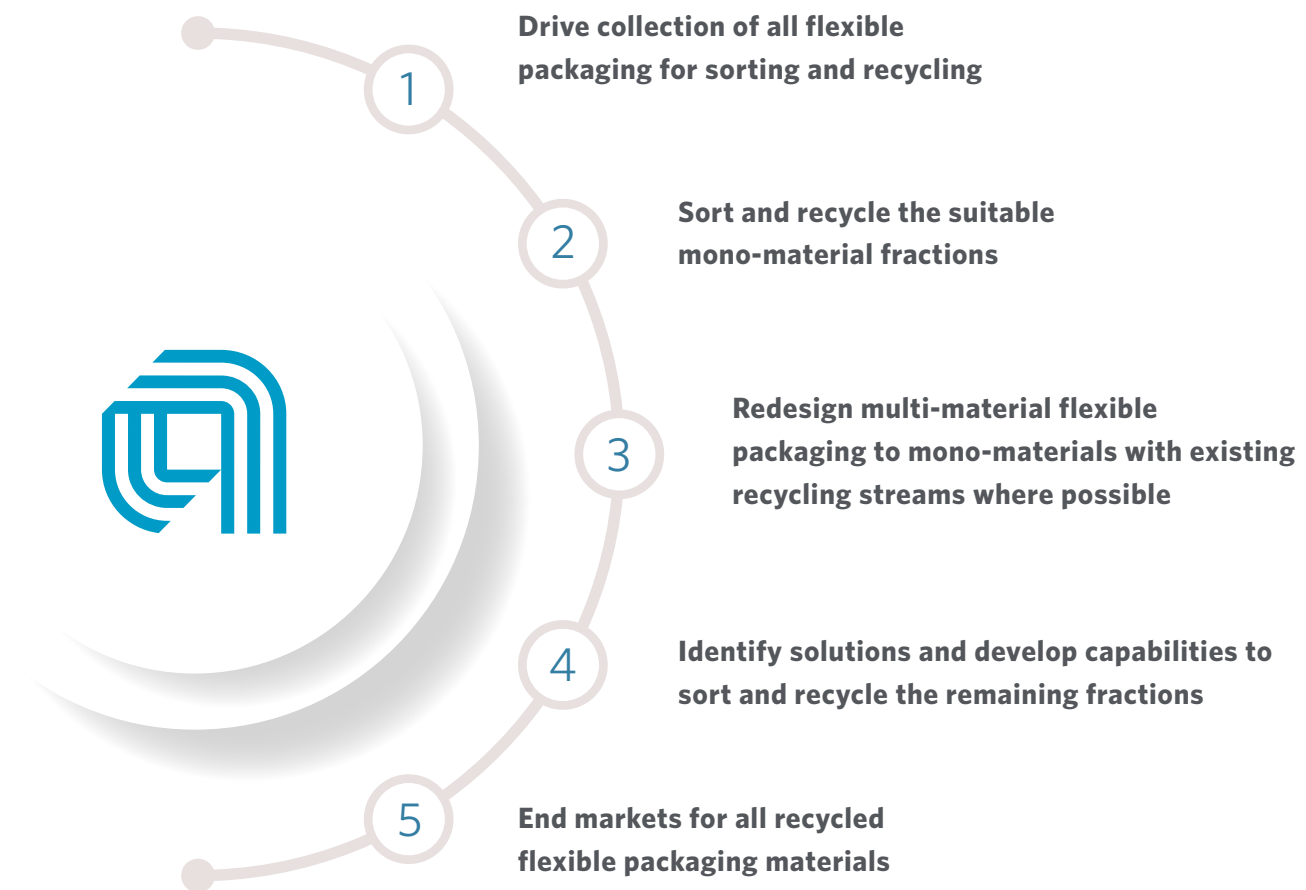 1
Drive collection of all flexible
packaging for sorting and recycling
2
Sort and recycle the suitable
mono-material fractions
3
Redesign multi-material flexible
packaging to mono-materials with existing
recycling streams where possible
4
Identify solutions and develop capabilities to
sort and recycle the remaining fractions
5
End markets for all recycled
flexible packaging materials